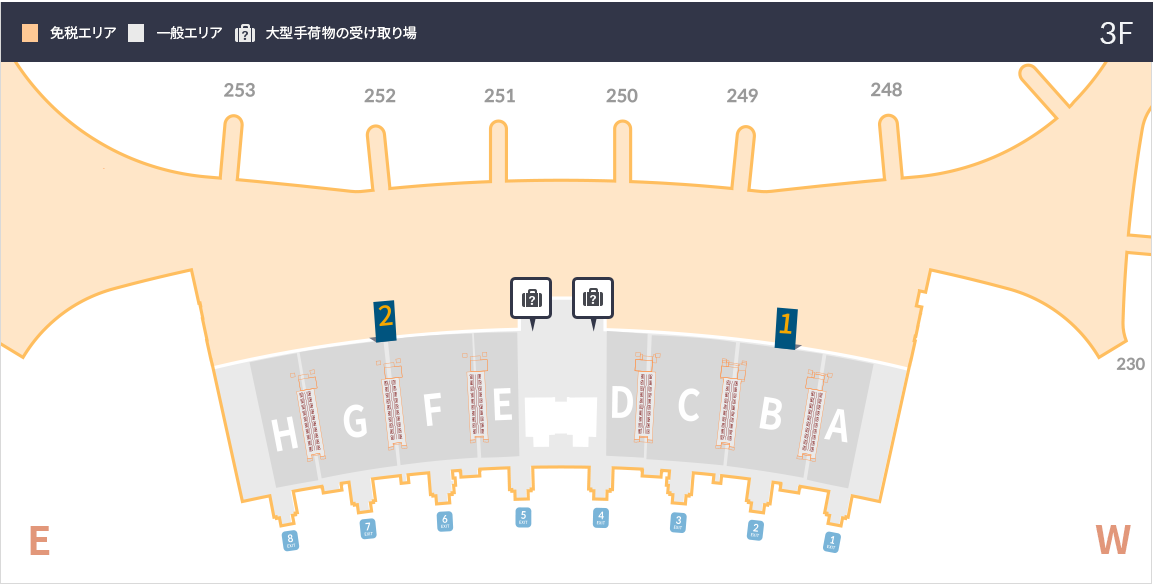 免税エリア 一般エリア ? 大型手荷物の受け取り場 3F
253 252 251 250 249 248
230
? ?
2 1
H G F E D C B A
8 EXIT
7 EXIT
6 EXIT
5 EXIT
4 EXIT
3 EXIT
2 EXIT
1 EXIT
E W